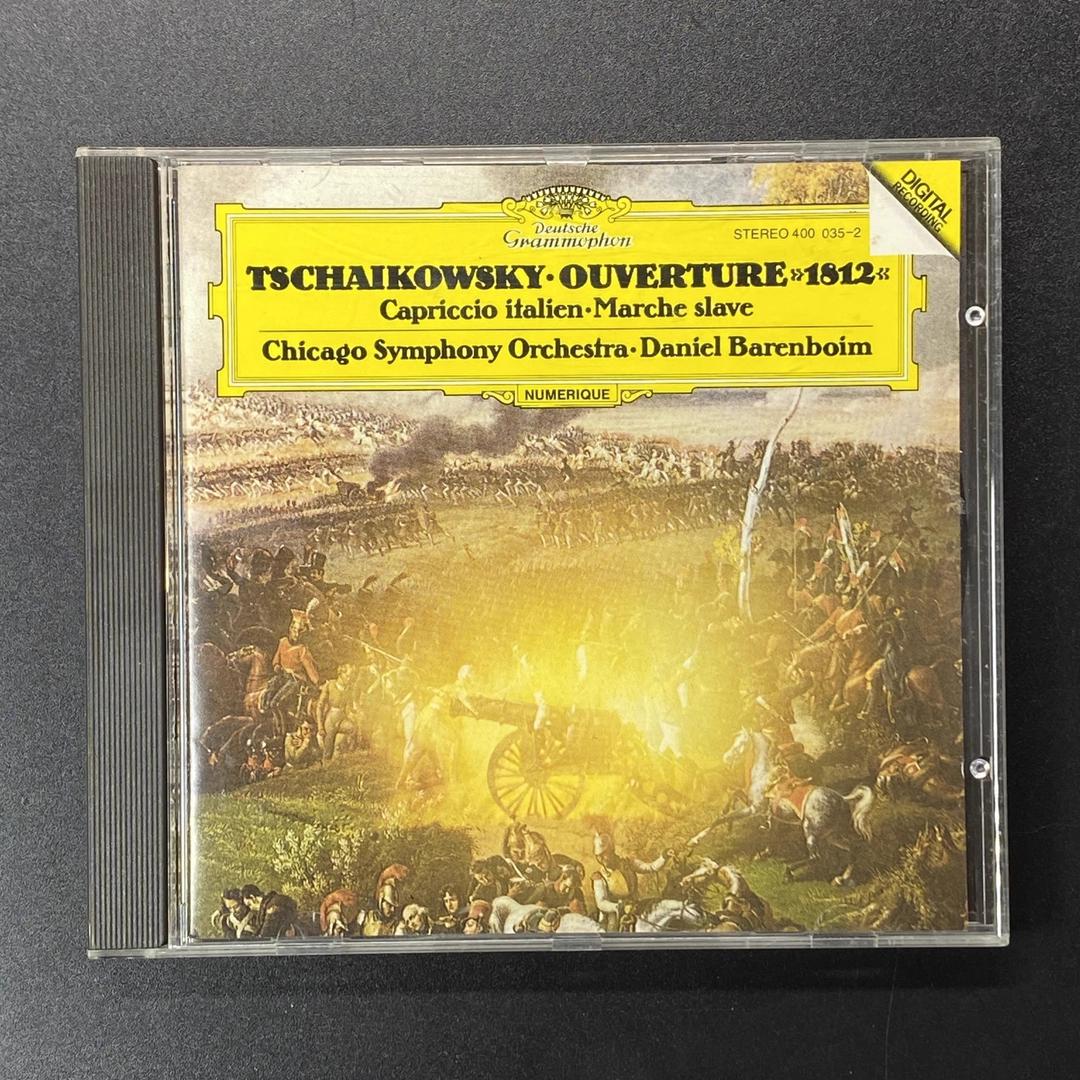 Deutsche
Grammophon
STEREO 400 035-2
DIGITAL
RECORDING
TSCHAIKOWSKY · OUVERTURE »1812«
Capriccio italien · Marche slave
Chicago Symphony Orchestra · Daniel Barenboim
NUMERIQUE